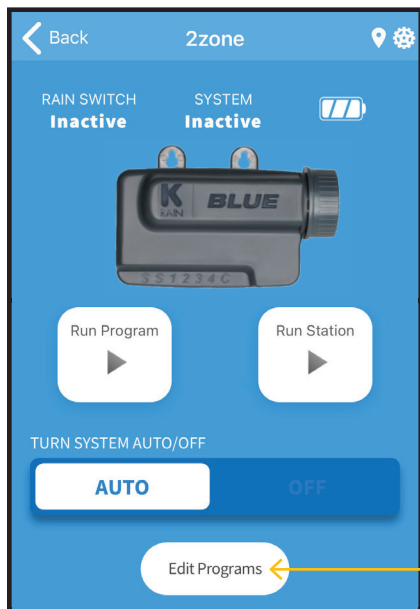 Back 2zone
RAIN SWITCH SYSTEM
Inactive Inactive
K BLUE
RAIN
SS1234C
Run Program Run Station
TURN SYSTEM AUTO/OFF
AUTO OFF
Edit Programs